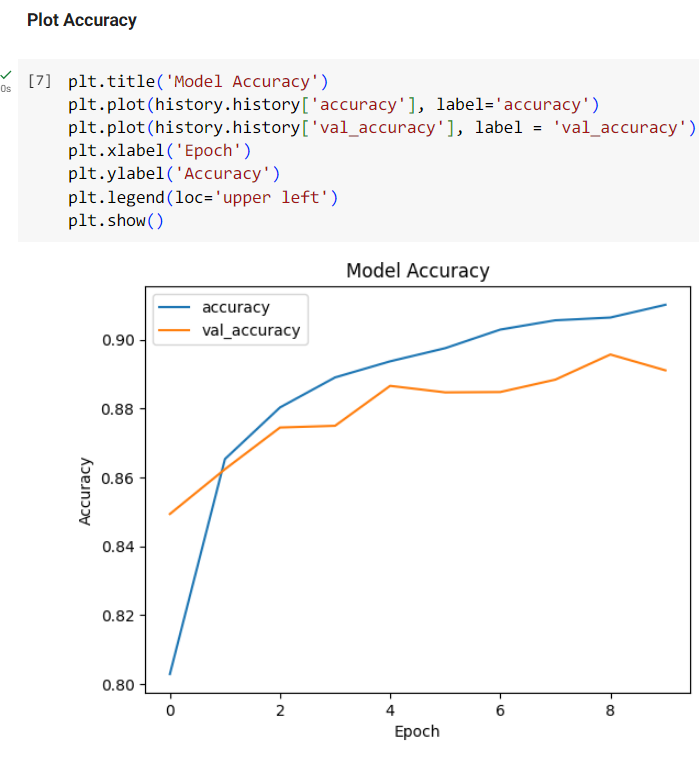 Plot Accuracy
0s
[7] plt.title('Model Accuracy')
plt.plot(history.history['accuracy'], label='accuracy')
plt.plot(history.history['val_accuracy'], label = 'val_accuracy')
plt.xlabel('Epoch')
plt.ylabel('Accuracy')
plt.legend(loc='upper left')
plt.show()
Model Accuracy
accuracy
val_accuracy
0.90
0.88
0.86
0.84
0.82
0.80
Accuracy
0 2 4 6 8
Epoch